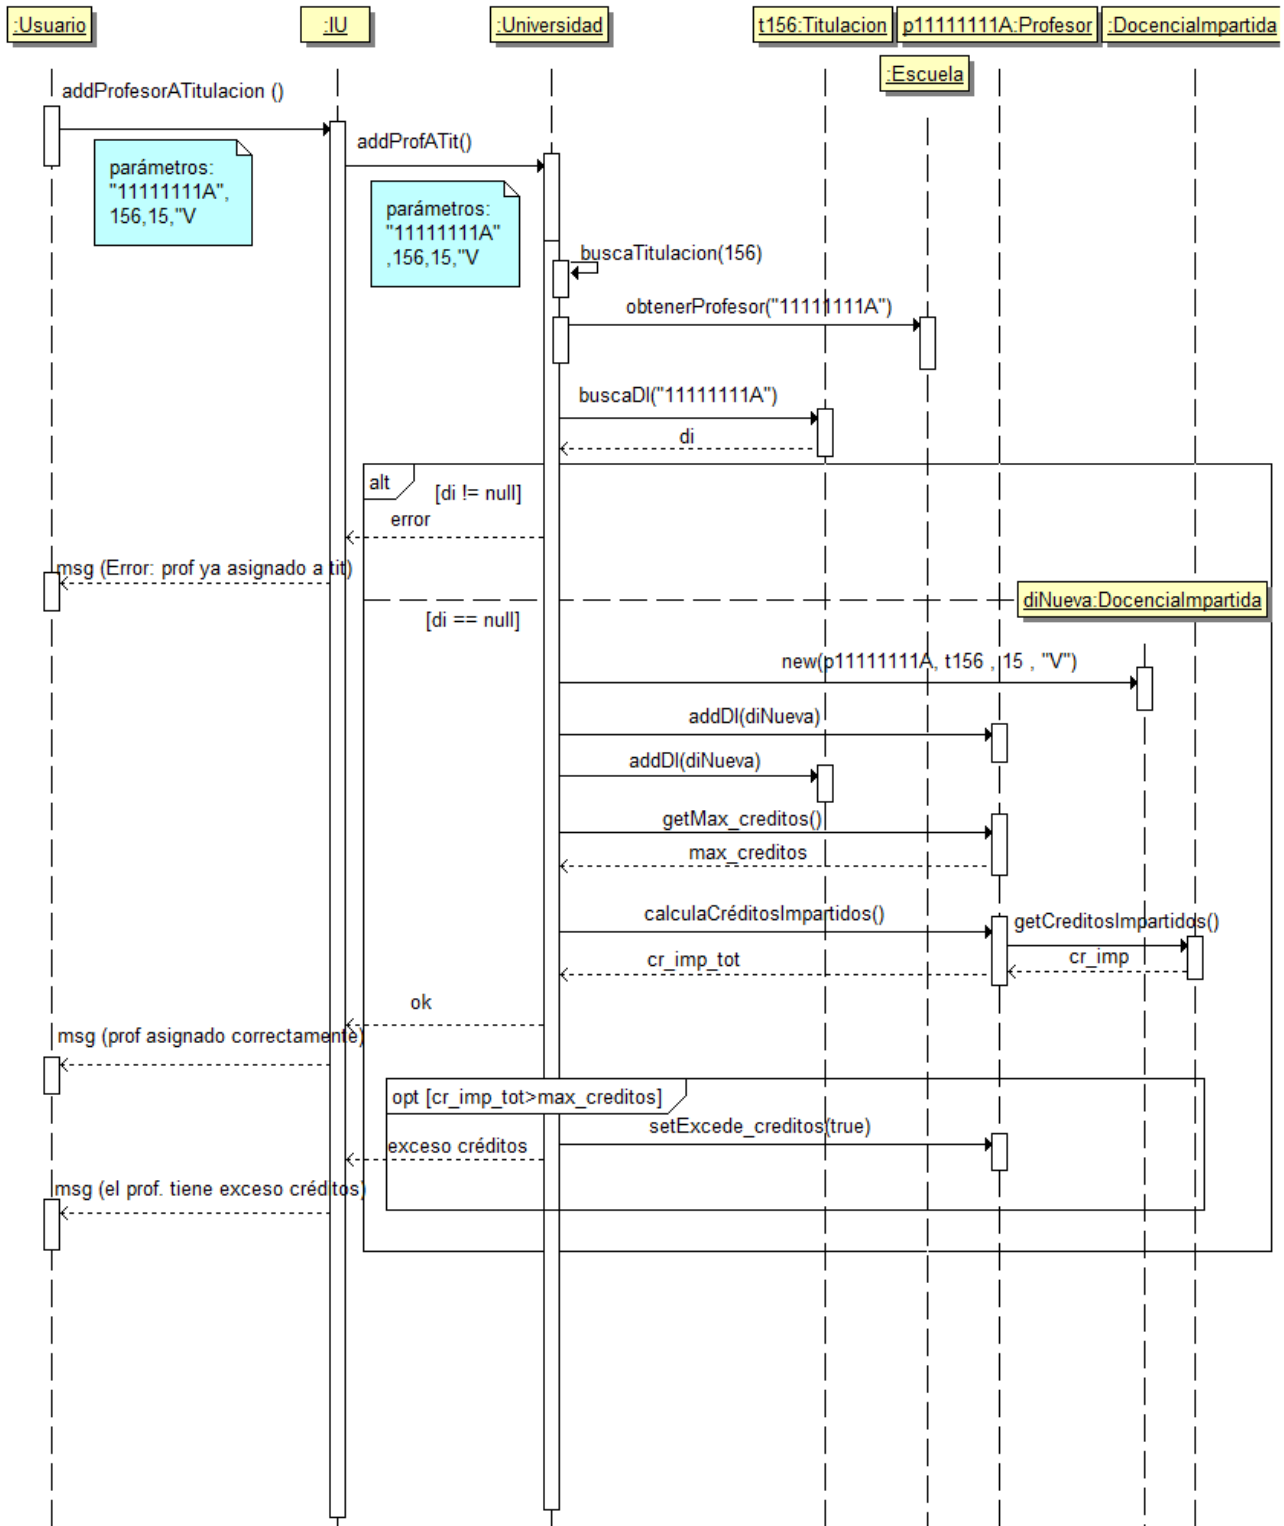 :Usuario
:IU
:Universidad
t156:Titulacion
p11111111A:Profesor
:DocenciaImpartida
:Escuela
addProfesorATitulacion ()
parámetros:
"11111111A",
156,15,"V
addProfATit()
parámetros:
"11111111A"
,156,15,"V
buscaTitulacion(156)
obtenerProfesor("11111111A")
buscaDI("11111111A")
di
alt
[di != null]
error
msg (Error: prof ya asignado a tit)
diNueva:DocenciaImpartida
[di == null]
new(p11111111A, t156 , 15 , "V")
addDI(diNueva)
addDI(diNueva)
getMax_creditos()
max_creditos
calculaCréditosImpartidos()
getCreditosImpartidos()
cr_imp_tot
cr_imp
ok
msg (prof asignado correctamente)
opt [cr_imp_tot>max_creditos]
setExcede_creditos(true)
exceso créditos
msg (el prof. tiene exceso créditos)